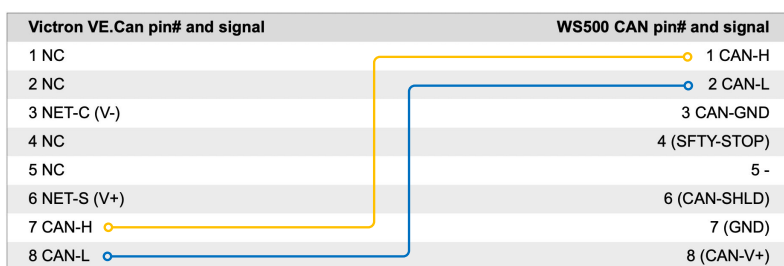 Victron VE.Can pin# and signal WS500 CAN pin# and signal
1 NC 1 CAN-H
2 NC 2 CAN-L
3 NET-C (V-) 3 CAN-GND
4 NC 4 (SFTY-STOP)
5 NC 5 -
6 NET-S (V+) 6 (CAN-SHLD)
7 CAN-H 7 (GND)
8 CAN-L 8 (CAN-V+)